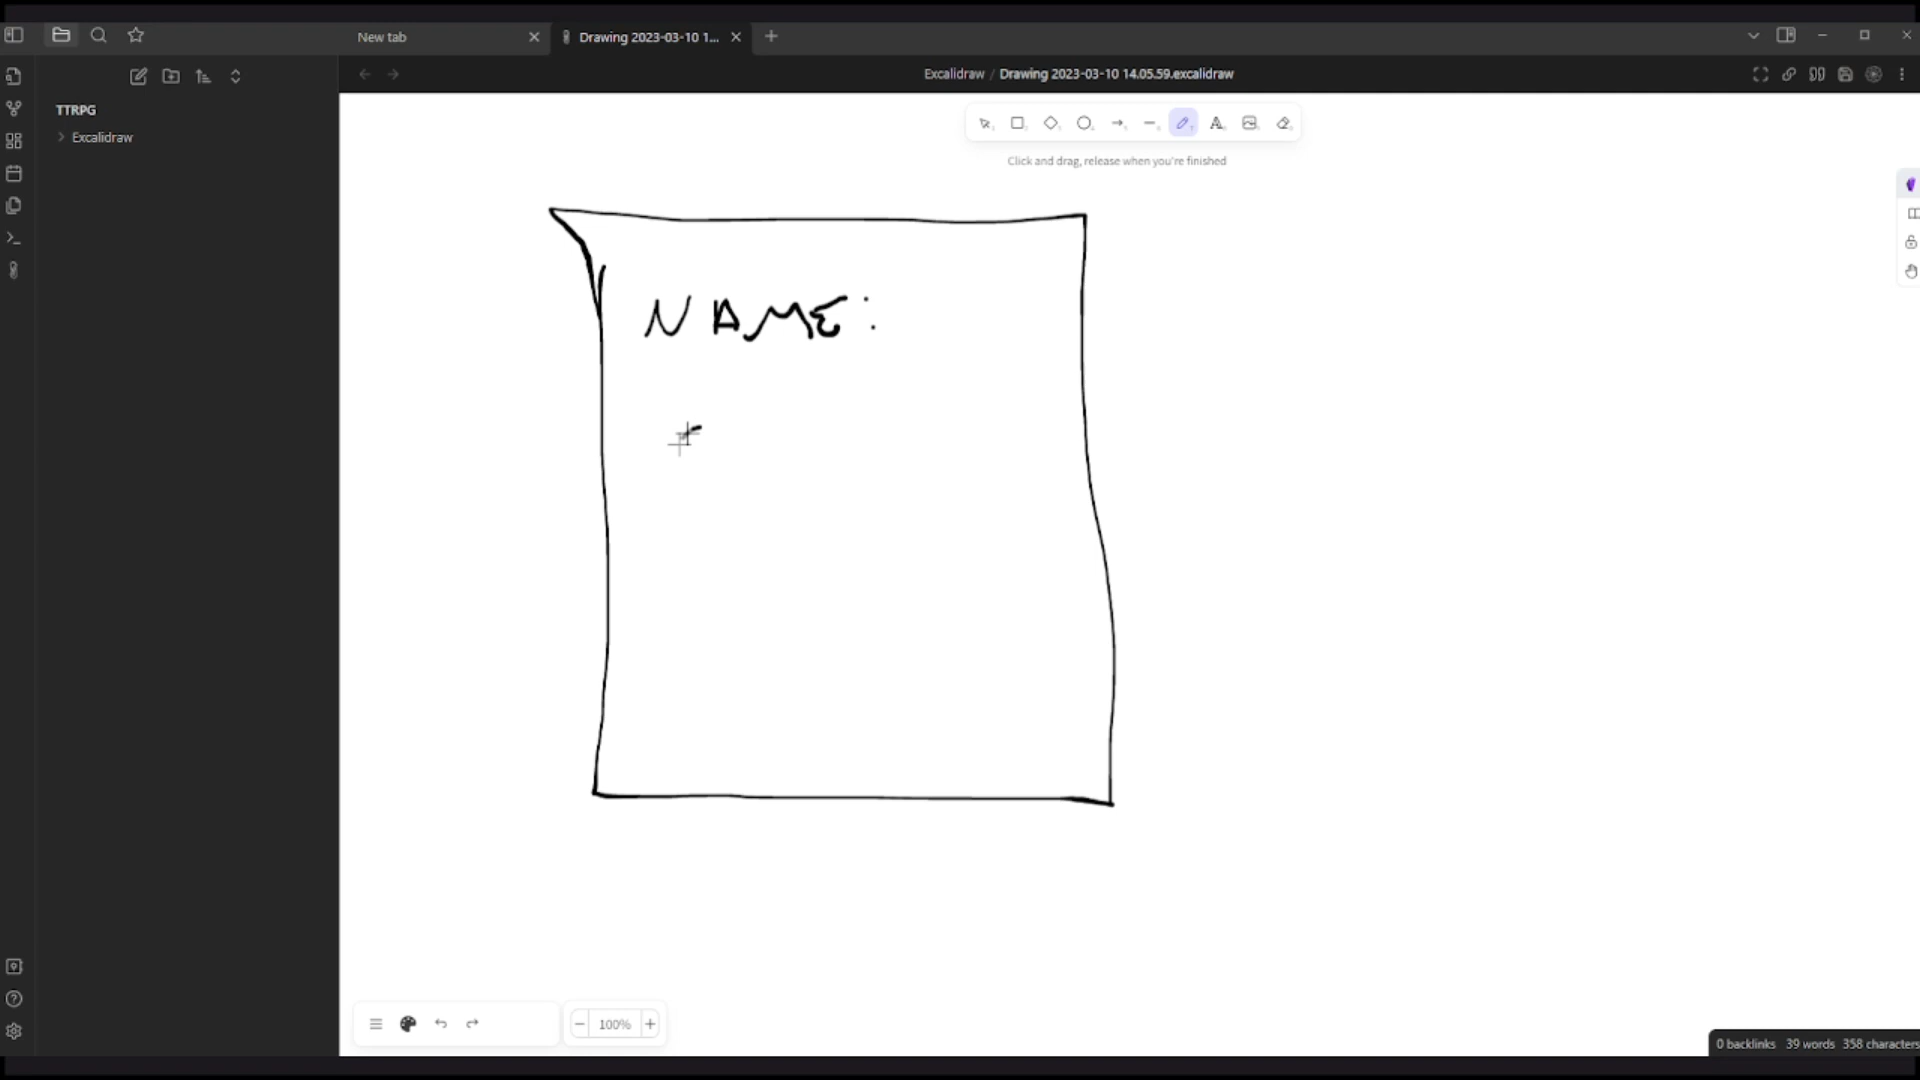 New tab
Drawing 2023-03-10 1...
Excalidraw / Drawing 2023-03-10 14.05.59.excalidraw
TTRPG
Excalidraw
Click and drag, release when you're finished
NAME:
100%
0 backlinks 39 words 358 characters